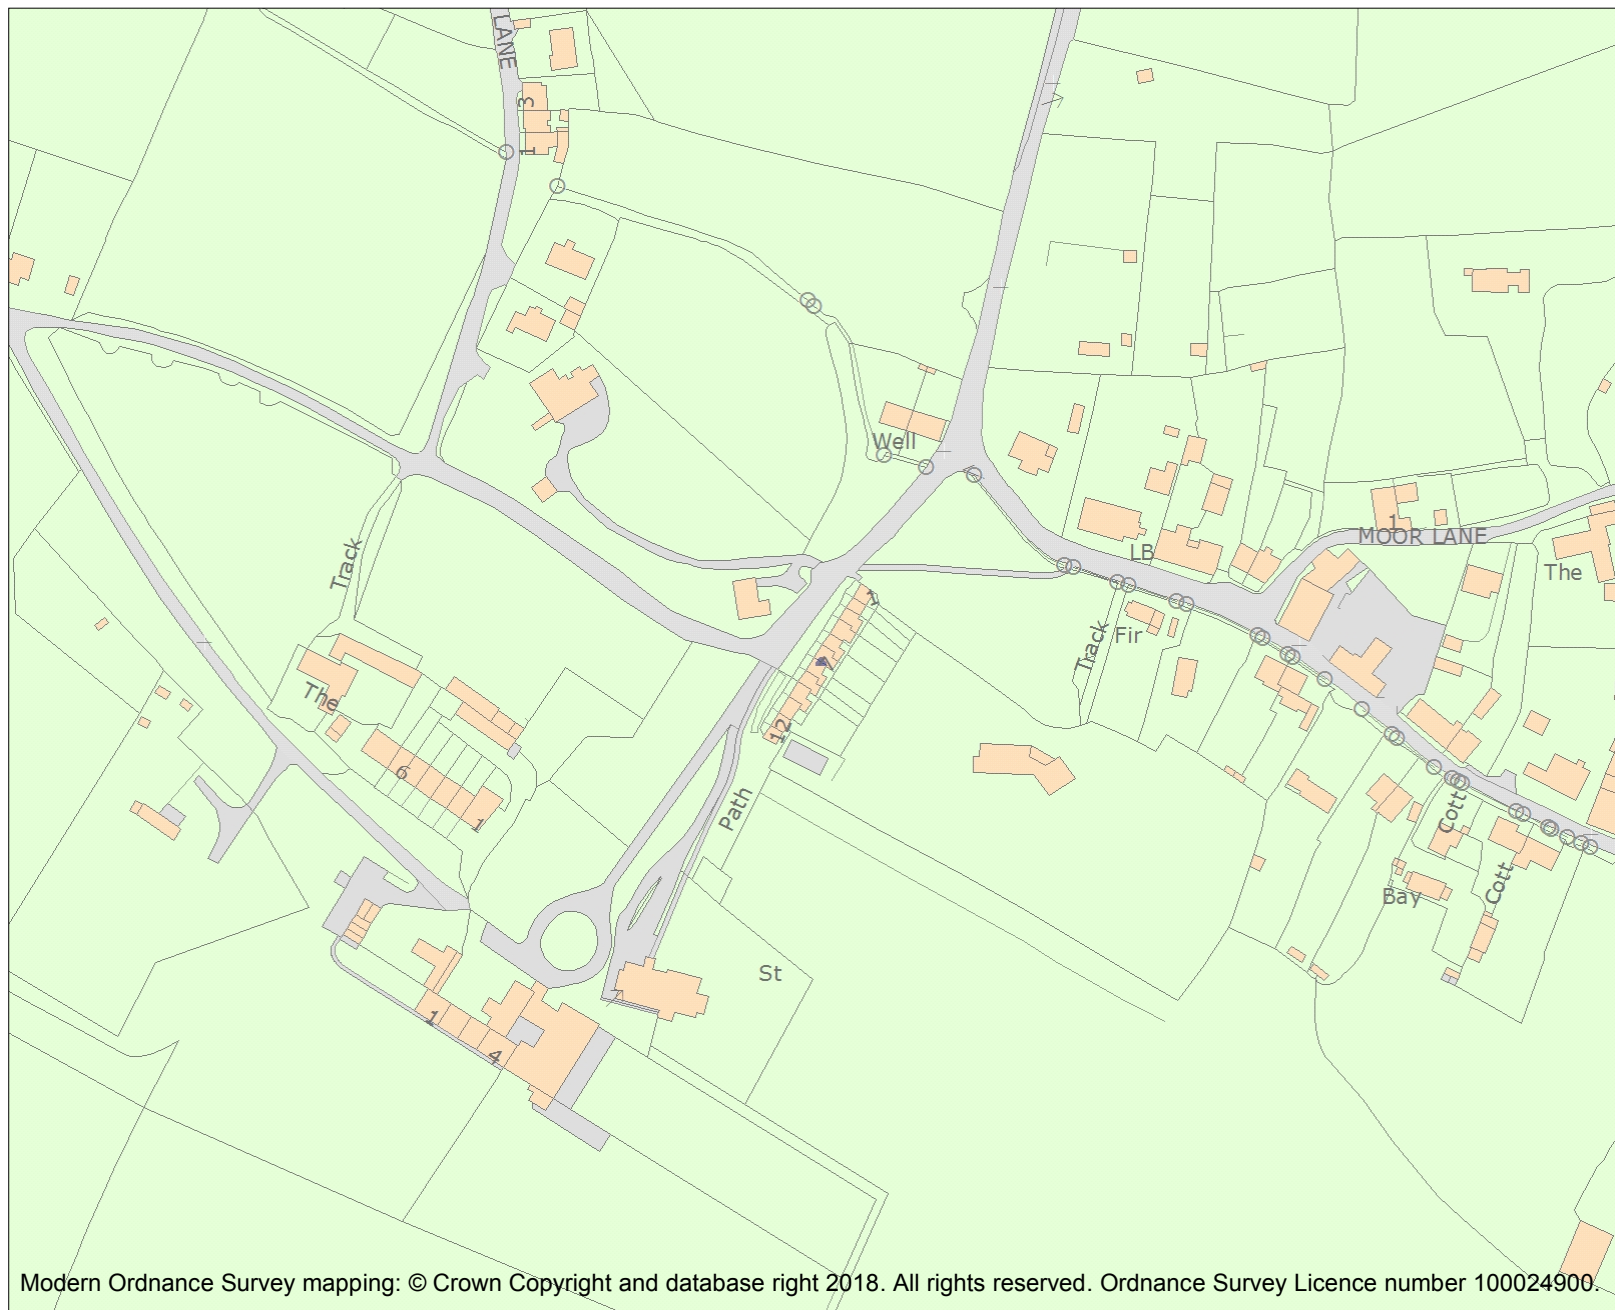 LANE
3
1
Well
1
MOOR LANE
LB
The
Track
1
Fir
Track
7
The
12
6
1
Path
Cott
Cott
Bay
St
1
4
Modern Ordnance Survey mapping: © Crown Copyright and database right 2018. All rights reserved. Ordnance Survey Licence number 100024900.